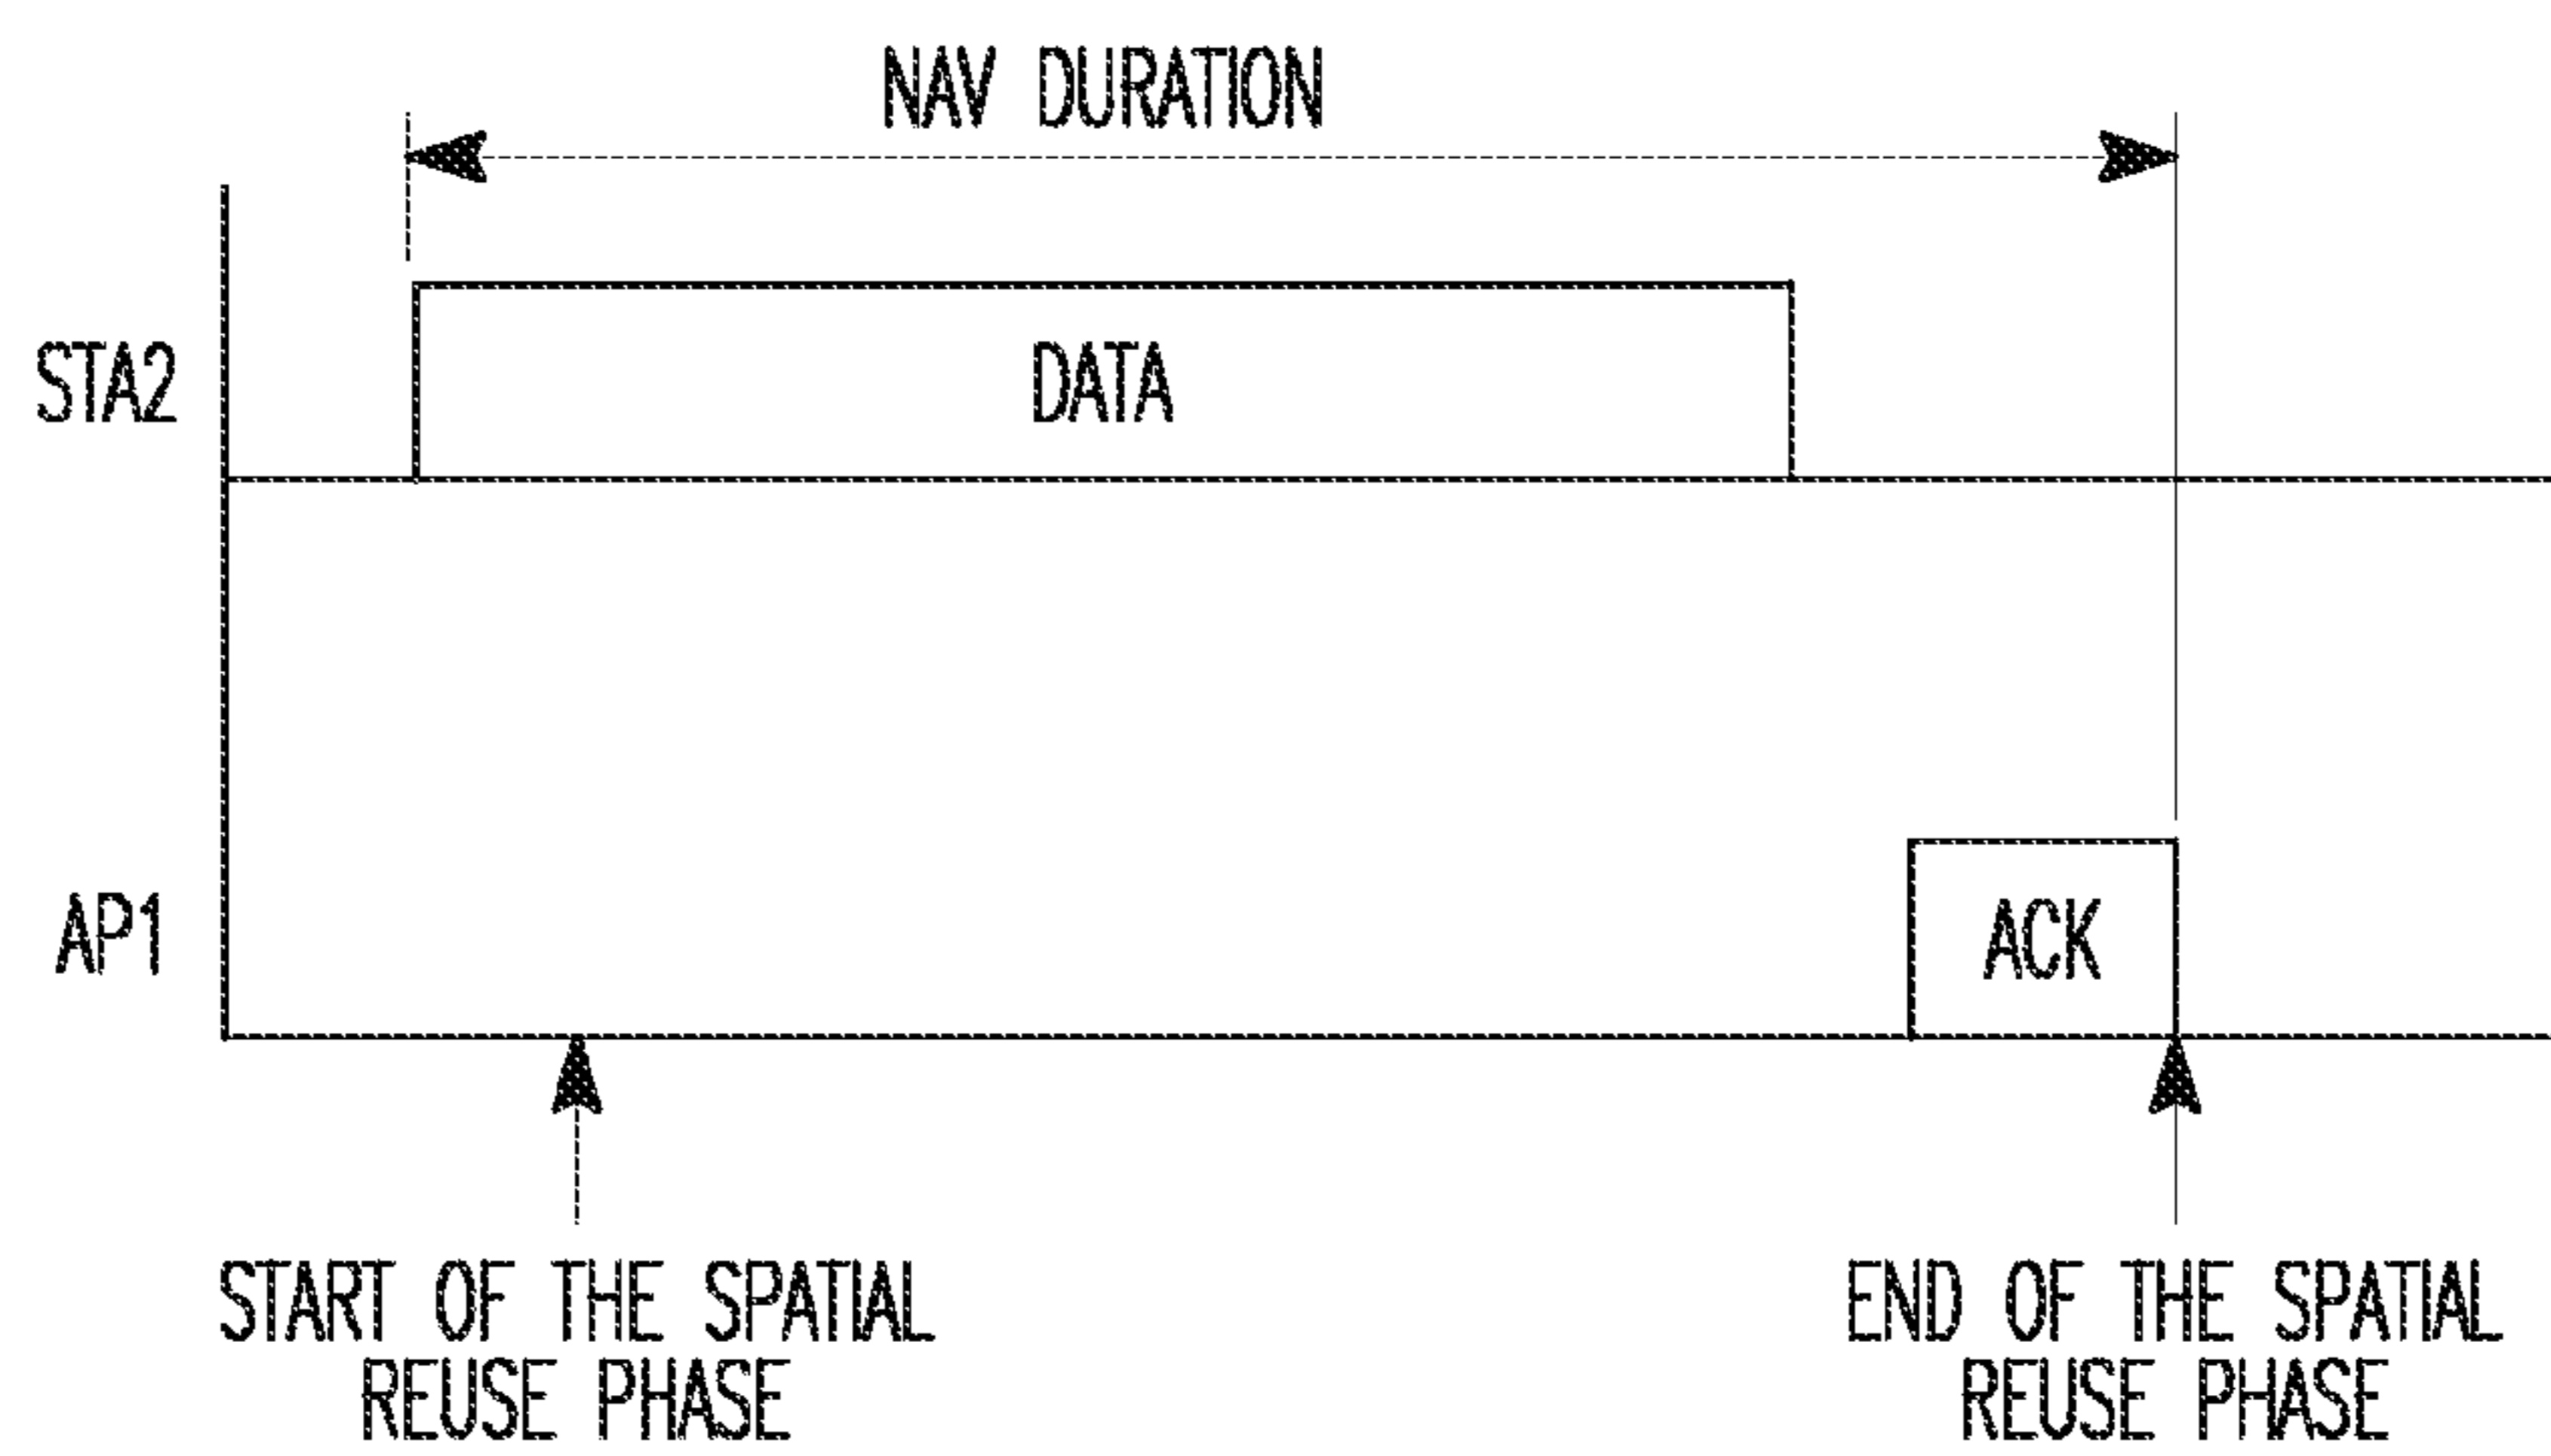 NAV DURATION
STA2
DATA
AP1
ACK
START OF THE SPATIAL
REUSE PHASE
END OF THE SPATIAL
REUSE PHASE